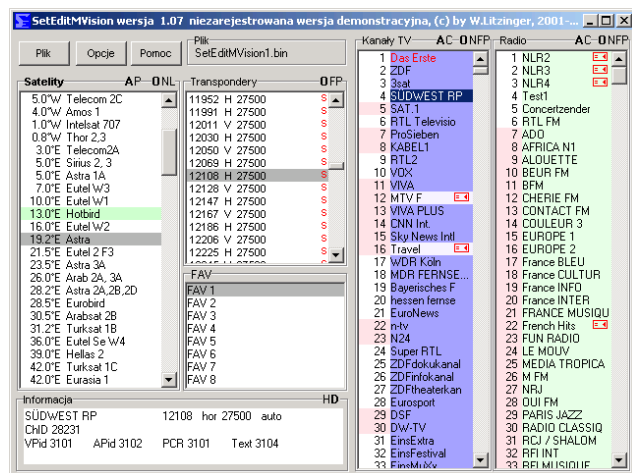 SetEditMVision wersja 1.07 niezarejestrowana wersja demonstracyjna, (c) by W.Litzinger, 2001-...
Plik
Opcje
Pomoc
Plik
SetEditMVision1.bin
Satelity AP ONL
5.0°W Telecom 2C
4.0°W Amos 1
1.0°W Intelsat 707
0.8°W Thor 2,3
3.0°E Telecom2A
5.0°E Sirius 2, 3
5.0°E Astra 1A
7.0°E Eutel W3
10.0°E Eutel W1
13.0°E Hotbird
16.0°E Eutel W2
19.2°E Astra
21.5°E Eutel 2 F3
23.5°E Astra 3A
26.0°E Arab 2A, 3A
28.2°E Astra 2A,2B,2D
28.5°E Eurobird
30.5°E Arabsat 2B
31.2°E Turksat 1B
36.0°E Eutel Se W4
39.0°E Hellas 2
42.0°E Turksat 1C
42.0°E Eurasia 1
Transpondery OFP
11952 H 27500 S
11991 H 27500 S
12011 V 27500 S
12030 H 27500 S
12050 V 27500 S
12069 H 27500 S
12108 H 27500 S
12128 V 27500 S
12147 H 27500 S
12167 V 27500 S
12186 H 27500 S
12206 V 27500 S
12225 H 27500 S
FAV
FAV 1
FAV 2
FAV 3
FAV 4
FAV 5
FAV 6
FAV 7
FAV 8
Informacja HD
SÜDWEST RP 12108 hor 27500 auto
ChID 28231
VPid 3101 APid 3102 PCR 3101 Text 3104
Kanały TV AC ONFP
1 Das Erste
2 ZDF
3 3sat
4 SÜDWEST RP
5 SAT.1
6 RTL Televisio
7 ProSieben
8 KABEL1
9 RTL2
10 VOX
11 VIVA
12 MTV F
13 VIVA PLUS
14 CNN Int.
15 Sky News Intl
16 Travel
17 WDR Köln
18 MDR FERNSE...
19 Bayerisches F
20 hessen fernse
21 EuroNews
22 n-tv
23 N24
24 Super RTL
25 ZDFdokukanal
26 ZDFinfokanal
27 ZDFtheaterkan
28 Eurosport
29 DSF
30 DW-TV
31 EinsExtra
32 EinsFestival
33 EinsMuXx
Radio AC ONFP
1 NLR2
2 NLR3
3 NLR4
4 Test1
5 Concertzender
6 RTL FM
7 ADO
8 AFRICA N1
9 ALOUETTE
10 BEUR FM
11 BFM
12 CHERIE FM
13 CONTACT FM
14 COULEUR 3
15 EUROPE 1
16 EUROPE 2
17 France BLEU
18 France CULTUR
19 France INFO
20 France INTER
21 FRANCE MUSIQU
22 French Hits
23 FUN RADIO
24 LE MOUV
25 MEDIA TROPICA
26 M FM
27 NRJ
28 OUI FM
29 PARIS JAZZ
30 RADIO CLASSIQ
31 RCJ / SHALOM
32 RFI INT
33 RFI MUSIQUE